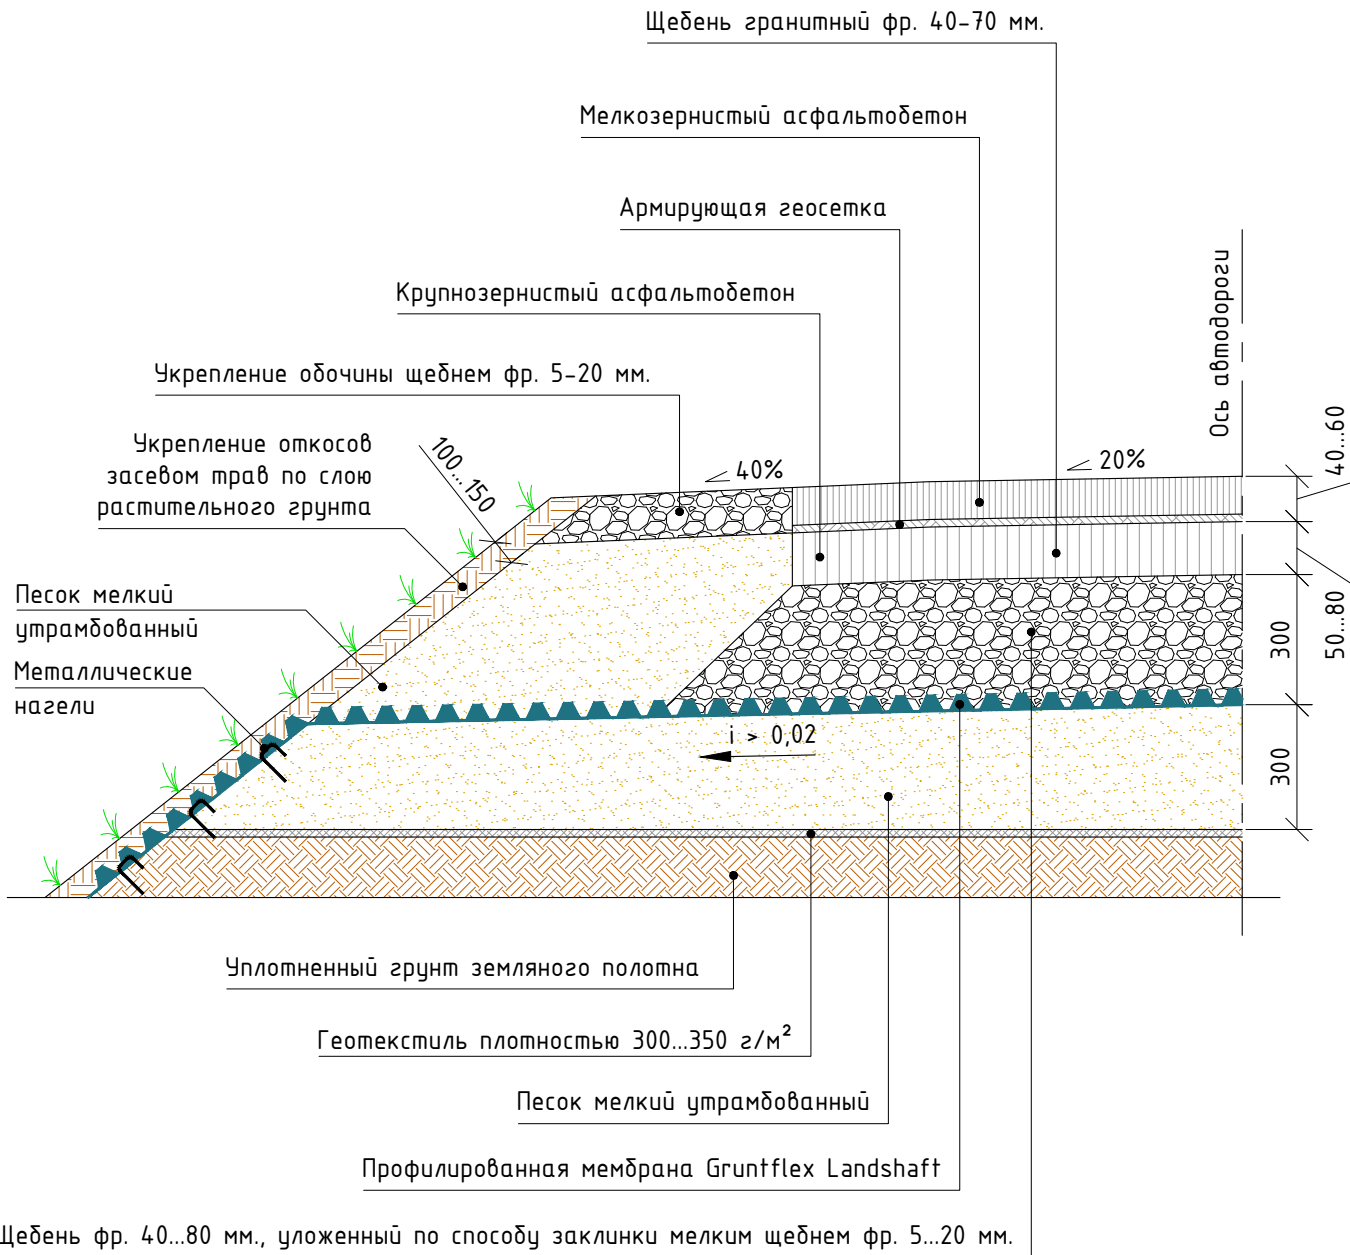 Щебень гранитный фр. 40-70 мм.
Мелкозернистый асфальтобетон
Армирующая геосетка
Крупнозернистый асфальтобетон
Укрепление обочины щебнем фр. 5-20 мм.
Укрепление откосов
засевом трав по слою
растительного грунта
100...150
40%
20%
Ось автодороги
40...60
50...80
300
300
Песок мелкий
утрамбованный
Металлические
нагели
i > 0,02
Уплотненный грунт земляного полотна
Геотекстиль плотностью 300...350 г/м²
Песок мелкий утрамбованный
Профилированная мембрана Gruntflex Landshaft
Щебень фр. 40...80 мм., уложенный по способу заклинки мелким щебнем фр. 5...20 мм.